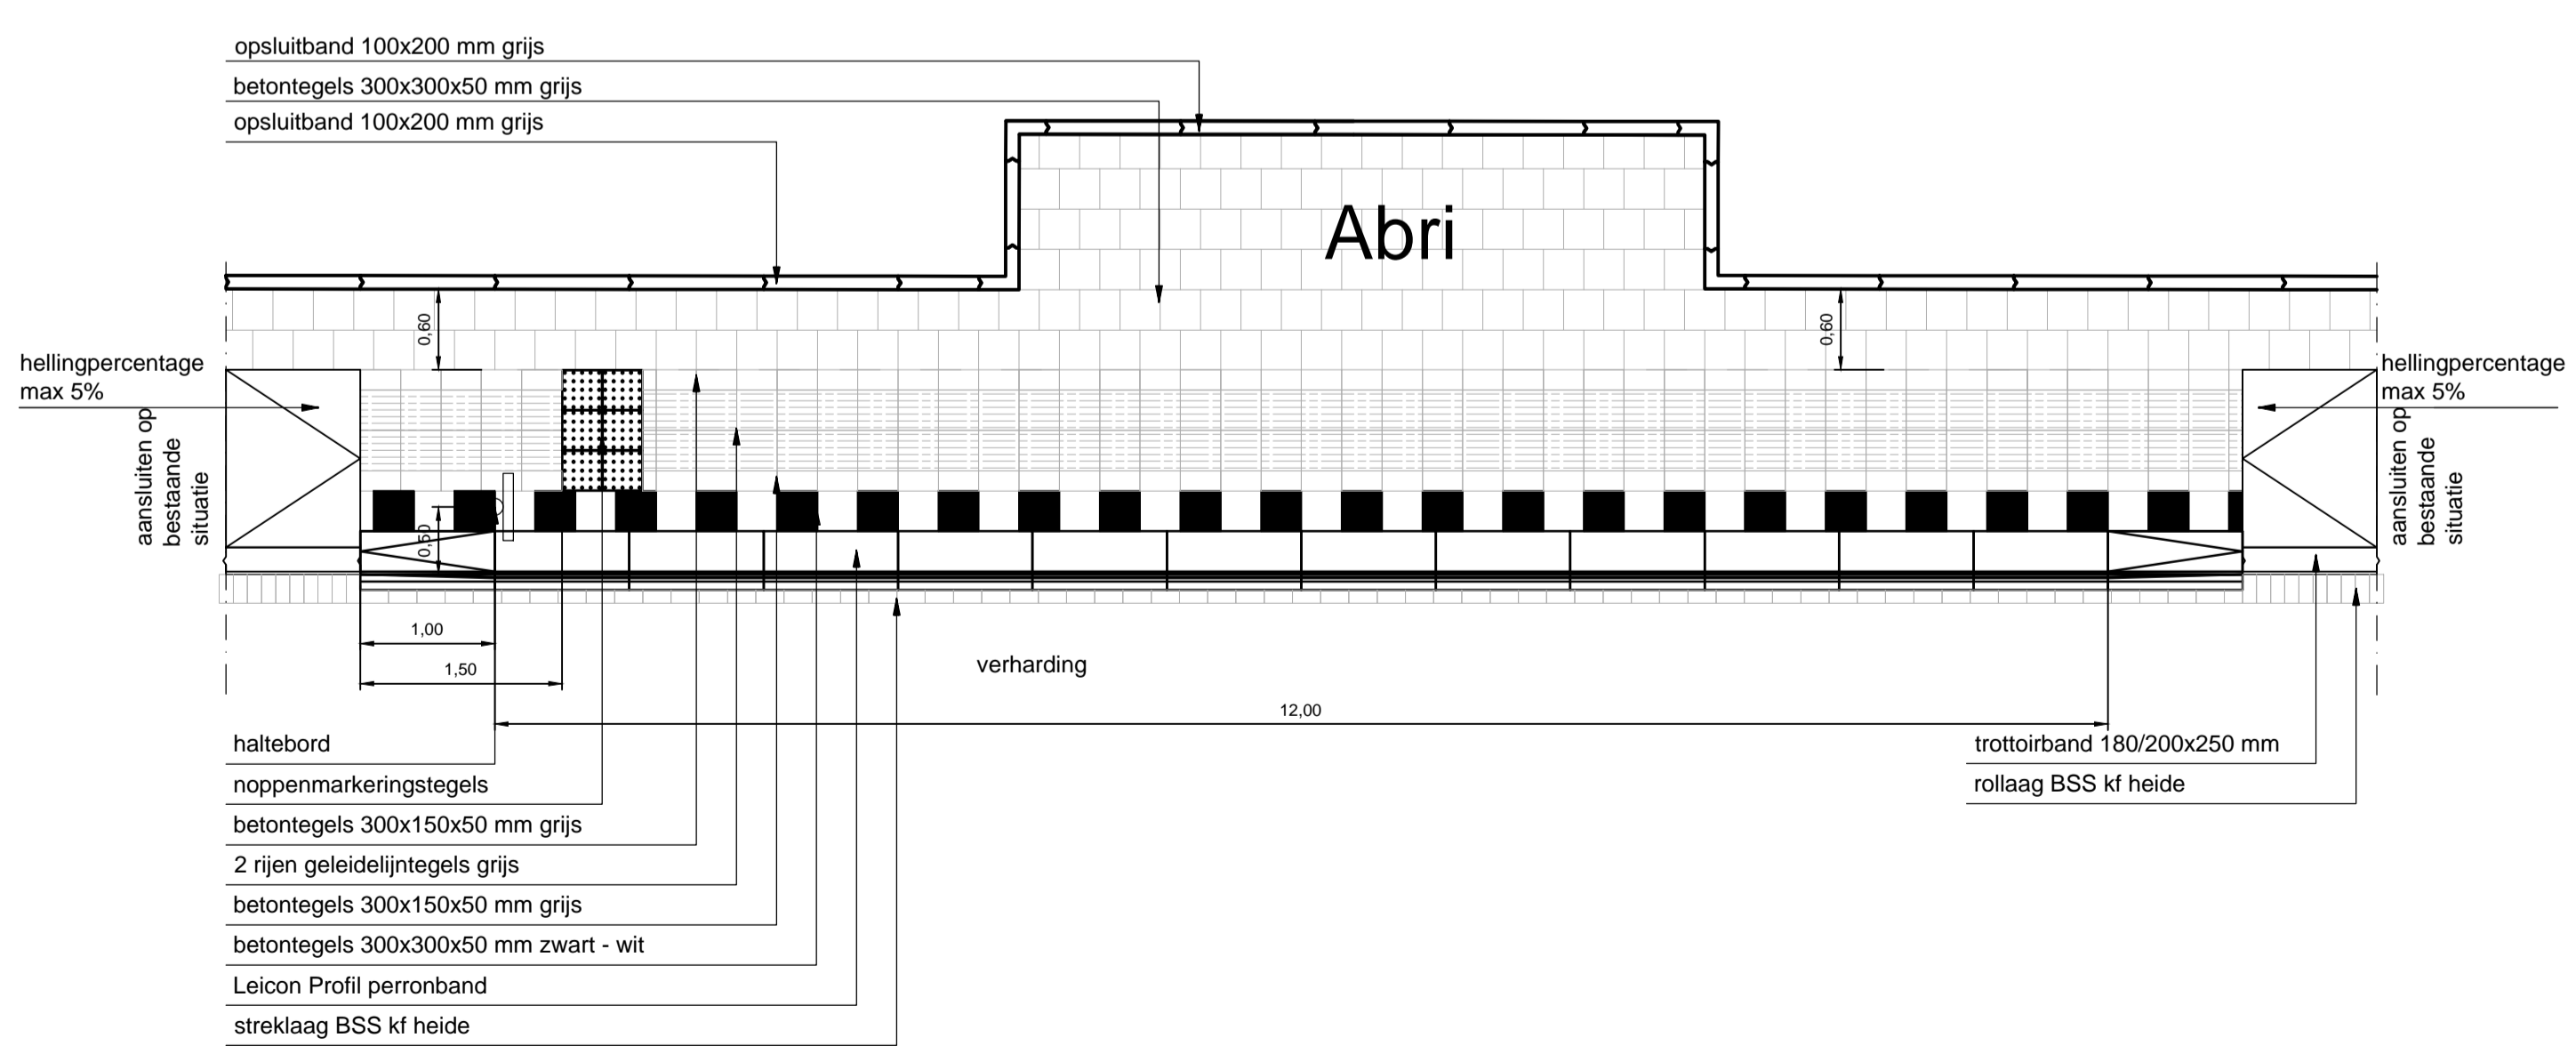 opsluitband 100x200 mm grijs
betontegels 300x300x50 mm grijs
opsluitband 100x200 mm grijs
Abri
0,60
0,60
hellingpercentage
max 5%
hellingpercentage
max 5%
aansluiten op
bestaande
situatie
aansluiten op
bestaande
situatie
0,50
1,00
1,50
verharding
12,00
haltebord
noppenmarkeringstegels
betontegels 300x150x50 mm grijs
2 rijen geleidelijntegels grijs
betontegels 300x150x50 mm grijs
betontegels 300x300x50 mm zwart - wit
Leicon Profil perronband
streklaag BSS kf heide
trottoirband 180/200x250 mm
rollaag BSS kf heide